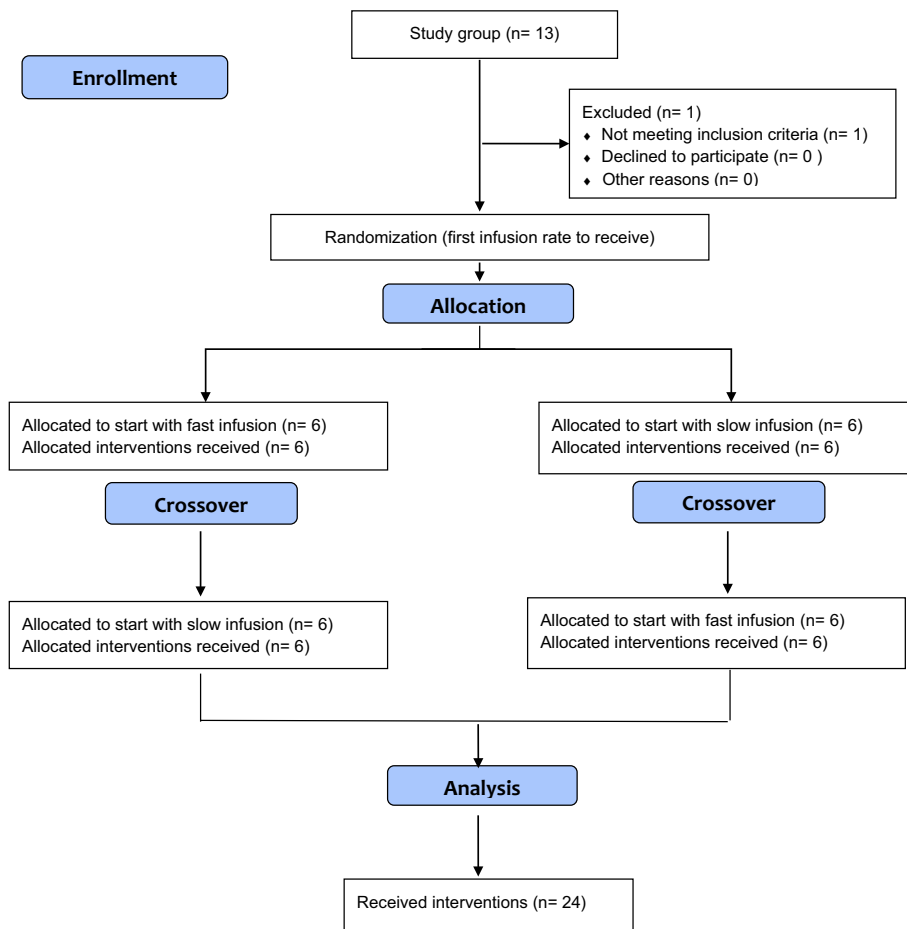 Study group (n= 13)
Enrollment
Excluded (n= 1)
♦ Not meeting inclusion criteria (n= 1)
♦ Declined to participate (n= 0 )
♦ Other reasons (n= 0)
Randomization (first infusion rate to receive)
Allocation
Allocated to start with fast infusion (n= 6)
Allocated interventions received (n= 6)
Allocated to start with slow infusion (n= 6)
Allocated interventions received (n= 6)
Crossover
Crossover
Allocated to start with slow infusion (n= 6)
Allocated interventions received (n= 6)
Allocated to start with fast infusion (n= 6)
Allocated interventions received (n= 6)
Analysis
Received interventions (n= 24)